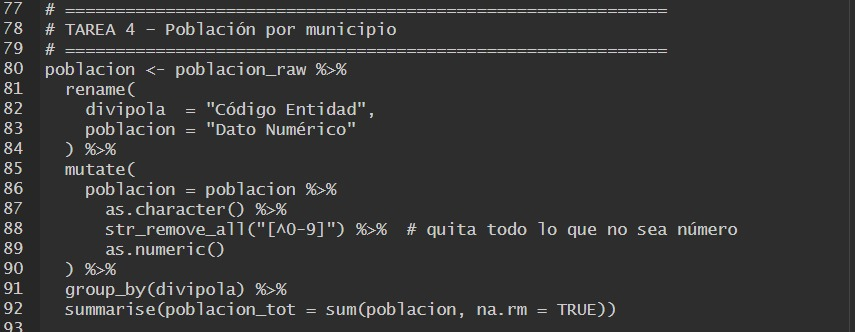 77 # ============================================================
78 # TAREA 4 – Población por municipio
79 # ============================================================
80 poblacion <- poblacion_raw %>%
81   rename(
82     divipola  = "Código Entidad",
83     poblacion = "Dato Numérico"
84   ) %>%
85   mutate(
86     poblacion = poblacion %>%
87       as.character() %>%
88       str_remove_all("[^0-9]") %>%  # quita todo lo que no sea número
89       as.numeric()
90   ) %>%
91   group_by(divipola) %>%
92   summarise(poblacion_tot = sum(poblacion, na.rm = TRUE))
93